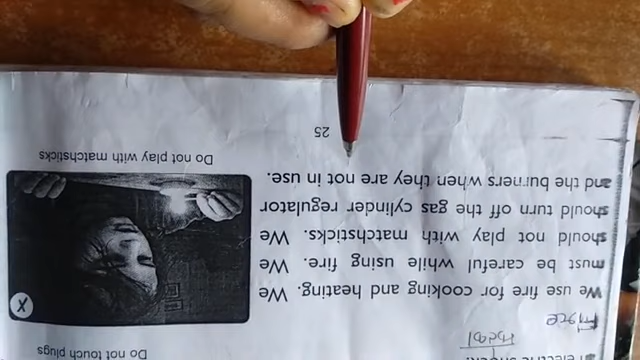 electric shock.
Do not touch plugs
We use fire for cooking and heating. We
must be careful while using fire. We
should not play with matchsticks. We
should turn off the gas cylinder regulator
and the burners when they are not in use.
X
Do not play with matchsticks
25